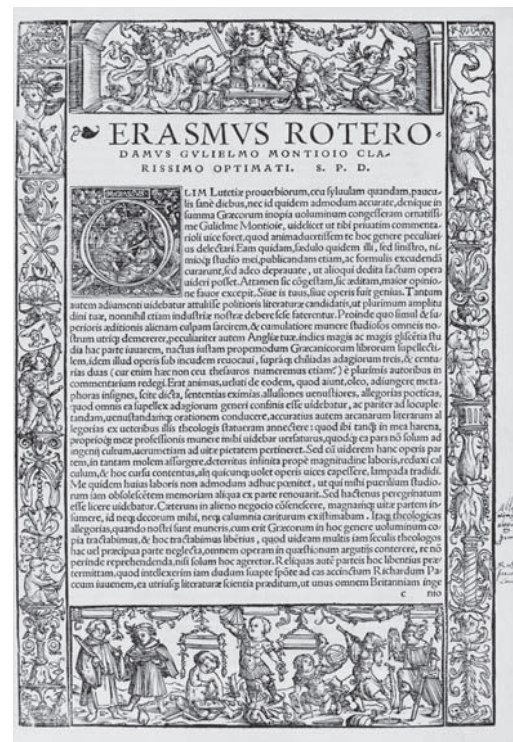 ERASMVS ROTERO-
DAMVS GVLIELMO MONTIOIO CLA-
RISSIMO OPTIMATI. S. P. D.
OLIM Lutetiæ prouerbiorum, ceu syluulam quandam, paucu-
lis sanè diebus, nec id quidem admodum accurate, denique in
summa Græcorum inopia uoluminum congesseram ornatissi-
me Gulielme Montioie, uidelicet ut tibi priuatim commenta-
rioli uice foret, quod animaduertissem te hoc genere peculiari-
us delectari. Eam quidam, sedulo quidem illi, sed sinistro, ni-
mioq; studio mei, publicandam etiam, ac formulis excudendā
curarunt, sed adeo deprauate, ut alioqui dedita factum opera
uideri posset. Attamen sic cōgestam, sic æditam, maior opinio-
ne fauor excepit. Siue is tuus, siue operis fuit genius. Tantum
autem adiumenti uidebatur attulisse politioris literaturæ candidatis, ut plurimum amplitu
dini tuæ, nonnihil etiam industriæ nostræ debere sese faterentur. Proinde quo simul & su-
perioris æditionis alienam culpam sarcirem, & cumulatiore munere studiosos omneis no-
strum utriq; demererer, peculiariter autem Angliæ tuæ, indies magis ac magis gliscētia stu
dia hac parte iuuarem, nactus iustam propemodum Græcanicorum librorum supellecti-
lem, idem illud operis sub incudem reuocaui, supráq; chiliadas adagiorum treis, & centu-
rias duas (cur enim hæc non ceu thesauros numeremus etiam?) è plurimis autoribus in
commentarium redegi. Erat animus, ueluti de eodem, quod aiunt, oleo, adiungere meta-
phoras insignes, scite dicta, sententias eximias, allusiones uenustiores, allegorias poeticas,
quod omnis ea supellex adagiorum generi confinis esse uidebatur, ac pariter ad locuple-
tandam, uenustandamq; orationem conducere, accuratius autem arcanarum literarum al
legorias ex ueteribus illis theologis statueram annectere: quod ibi tandē in mea harena,
proprioq; meæ professionis munere mihi uidebar uersaturus, quodq; ea pars nō solum ad
ingenij cultum, uerumetiam ad uitæ pietatem pertineret. Sed cū uiderem hanc operis par
tem, in tantam molem assurgere, deterritus infinita propè magnitudine laboris, reduxi cal
culum, & hoc cursu contentus, alij cuicunq; uolet operis uices capessere, lampada tradidi.
Me quidem huius laboris non admodum adhuc pœnitet, ut qui mihi puerilium studio-
rum iam obsolescētem memoriam aliqua ex parte renouarit. Sed hactenus peregrinatum
esse licere uidebatur. Cæterum in alieno negocio cōsenescere, magnamq; uitæ partem in-
sumere, id neq; decorum mihi, neq; calumnia cariturum existimabam. Itaq; theologicas
allegorias, quando nostri sunt muneris, cum erit Græcorum in hoc genere uoluminum co
pia tractabimus, & hoc tractabimus libētius, quod uideam multis iam seculis theologos
hac uel præcipua parte neglecta, omnem operam in quæstionum argutijs conterere, re nō
perinde reprehendenda, nisi solum hoc ageretur. Reliquas autē parteis hoc libentius præ-
termittam, quod intellexerim iam dudum suapte spōte ad eas accinctum Richardum Pa-
ceum iuuenem, ea utriusq; literaturæ scientia præditum, ut unus omnem Britanniam inge
c nio